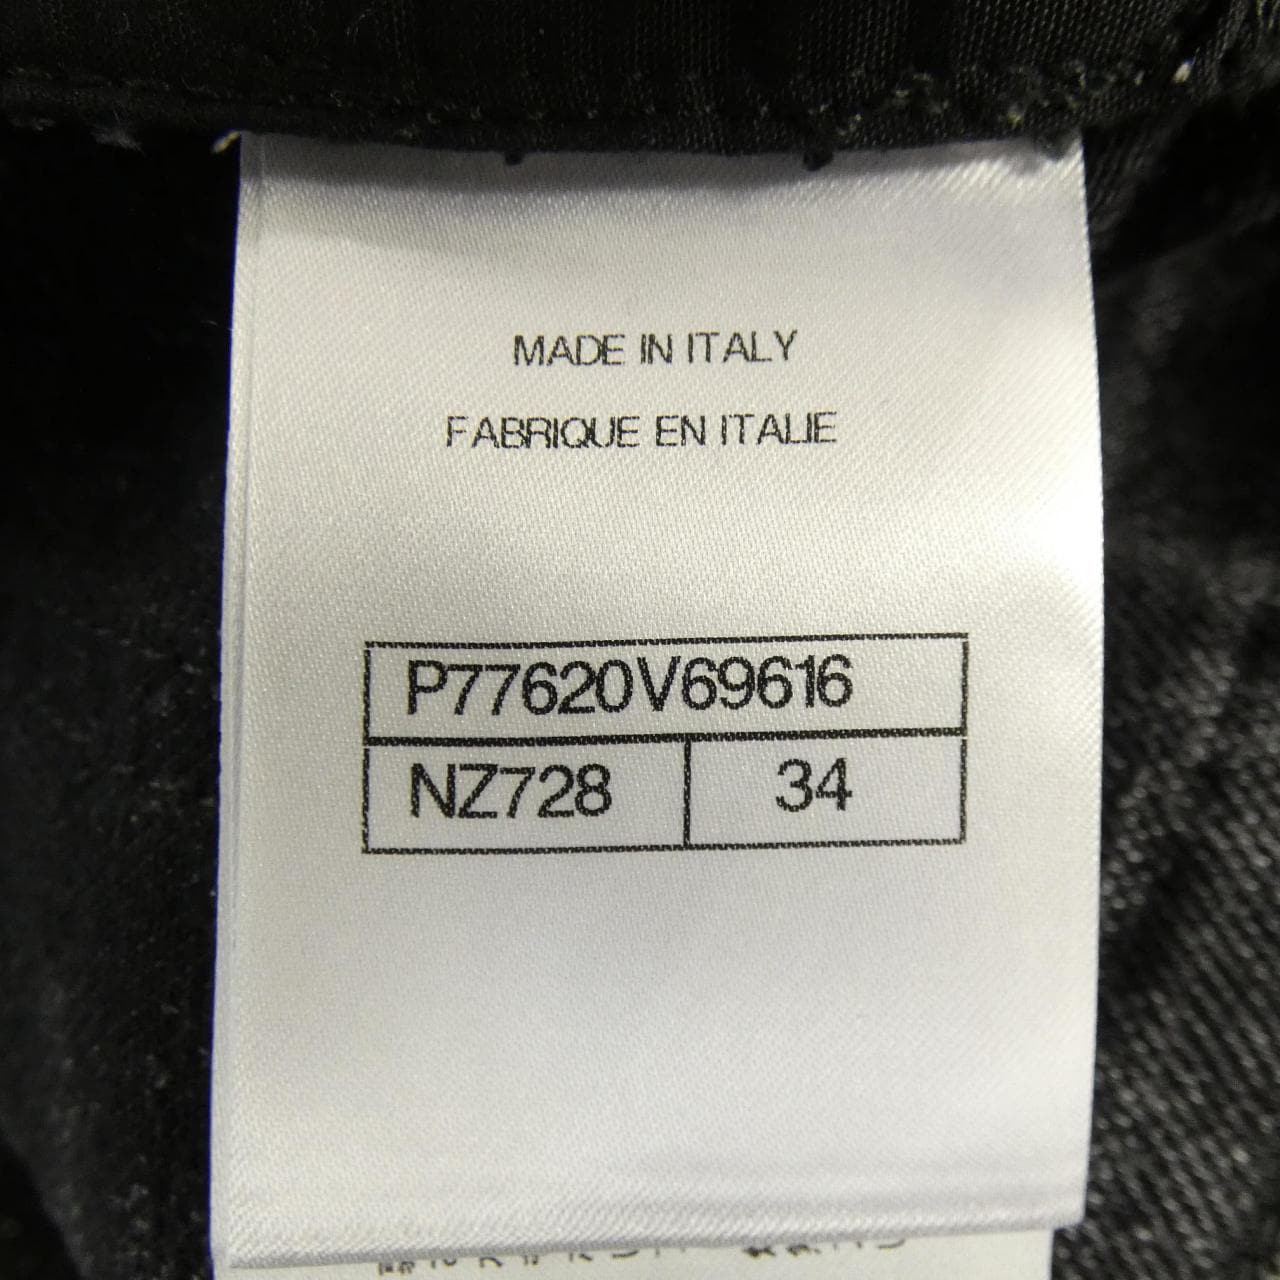 MADE IN ITALY
FABRIQUE EN ITALIE
P77620V69616
NZ728 34